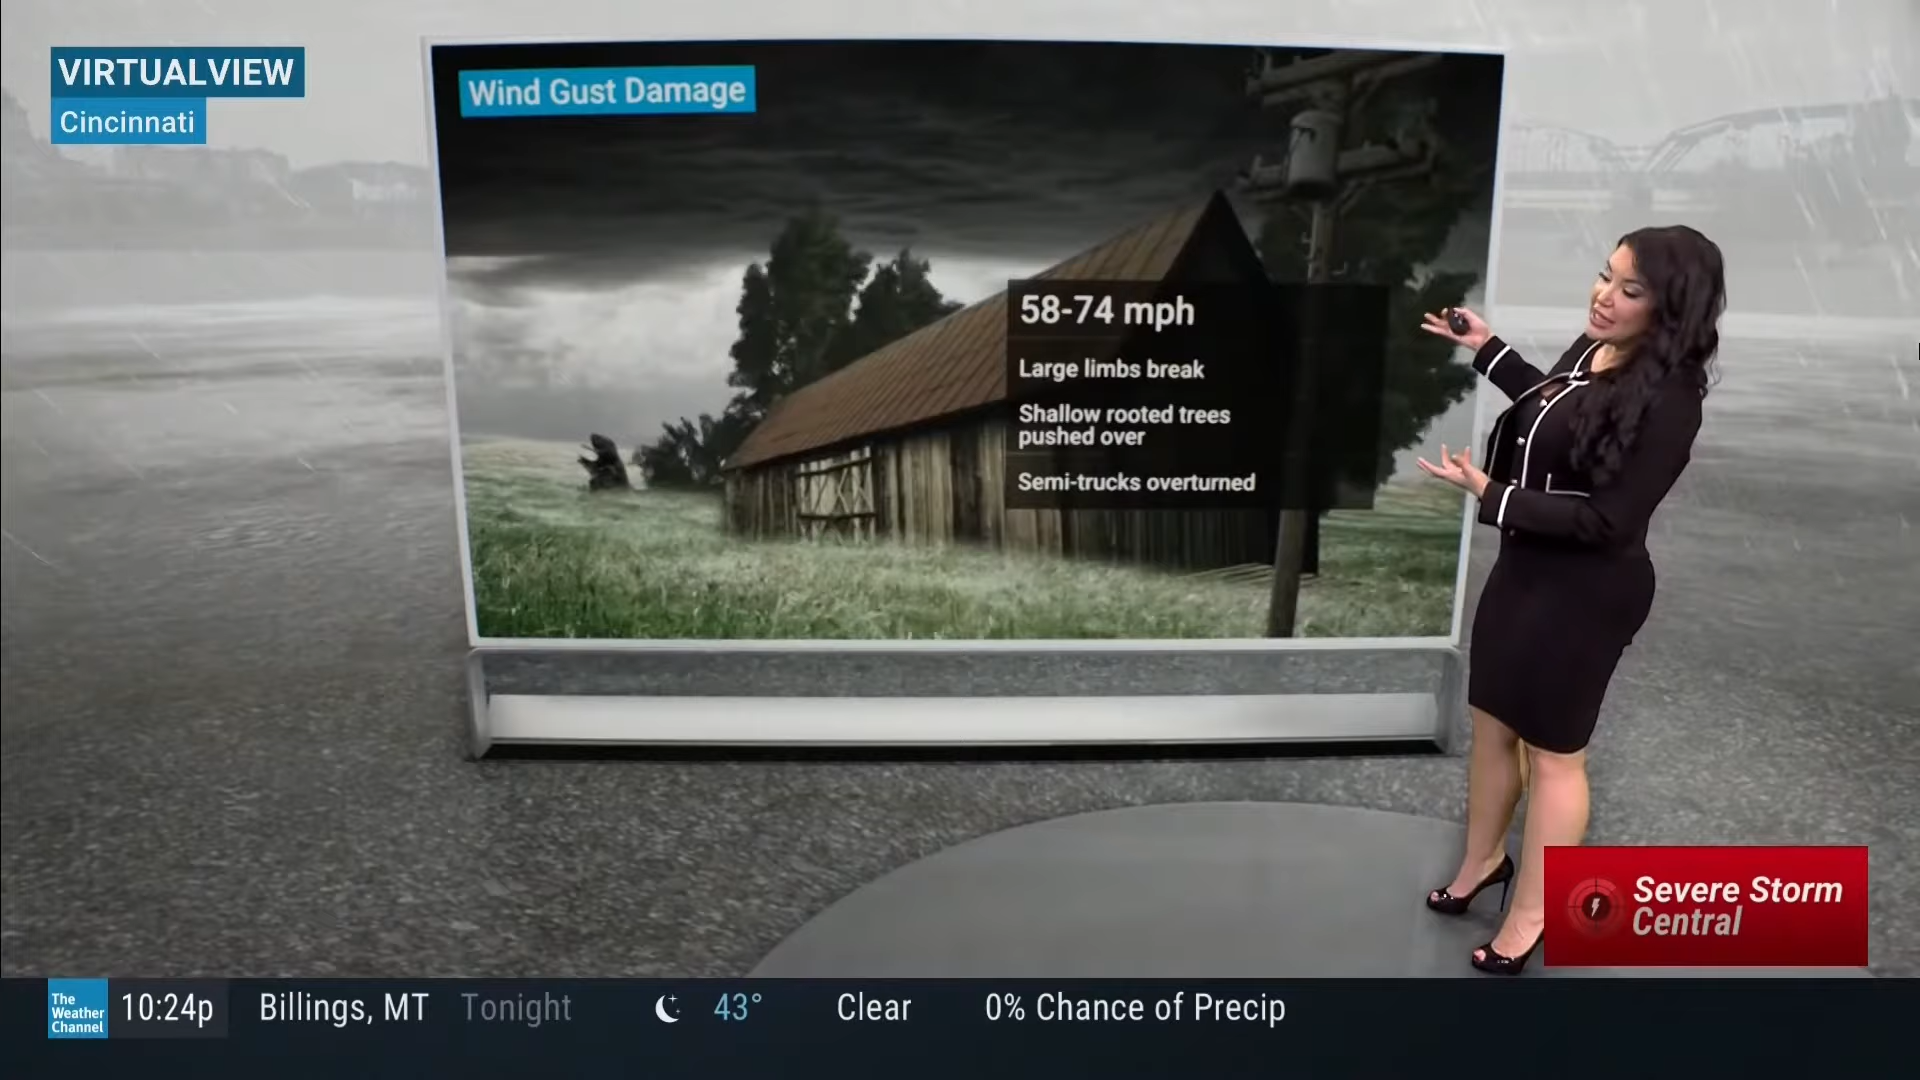 VIRTUALVIEW
Cincinnati
Wind Gust Damage
58-74 mph
Large limbs break
Shallow rooted trees
pushed over
Semi-trucks overturned
Severe Storm
Central
The
Weather
Channel
10:24p
Billings, MT
Tonight
43°
Clear
0% Chance of Precip